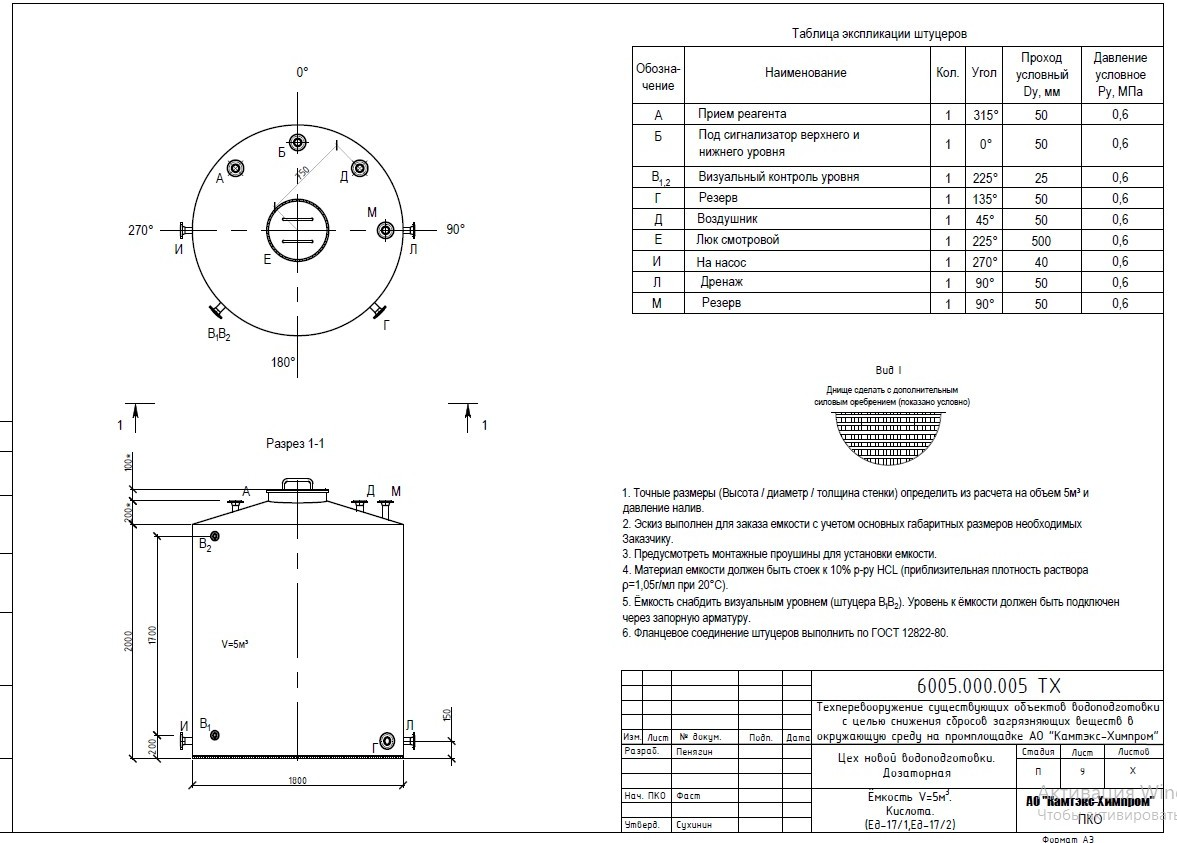 Таблица экспликации штуцеров
Обозна-
чение
Наименование
Кол.
Угол
Проход
условный
Dу, мм
Давление
условное
Ру, МПа
А Прием реагента 1 315° 50 0,6
Б Под сигнализатор верхнего и
нижнего уровня 1 0° 50 0,6
В1,2 Визуальный контроль уровня 1 225° 25 0,6
Г Резерв 1 135° 50 0,6
Д Воздушник 1 45° 50 0,6
Е Люк смотровой 1 225° 500 0,6
И На насос 1 270° 40 0,6
Л Дренаж 1 90° 50 0,6
М Резерв 1 90° 50 0,6
0°
Б
А
750
Д
М
270°
90°
И
Л
Е
В1В2
Г
180°
1
1
Разрез 1-1
100*
200*
А
Д
М
В2
2000
1700
V=5м³
И
В1
200
Г
Л
150
1800
Вид I
Днище сделать с дополнительным
силовым оребрением (показано условно)
1. Точные размеры (Высота / диаметр / толщина стенки) определить из расчета на объем 5м³ и
давление налив.
2. Эскиз выполнен для заказа емкости с учетом основных габаритных размеров необходимых
Заказчику.
3. Предусмотреть монтажные проушины для установки емкости.
4. Материал емкости должен быть стоек к 10% р-ру HCL (приблизительная плотность раствора
ρ=1,05г/мл при 20°С).
5. Ёмкость снабдить визуальным уровнем (штуцера В1В2). Уровень к ёмкости должен быть подключен
через запорную арматуру.
6. Фланцевое соединение штуцеров выполнить по ГОСТ 12822-80.
6005.000.005 ТХ
Техперевооружение существующих объектов водоподготовки
с целью снижения сбросов загрязняющих веществ в
окружающую среду на промплощадке АО "Камтэкс-Химпром"
Изм. Лист № докум. Подп. Дата
Разраб. Пенягин
Нач. ПКО Фаст
Утверд. Сухинин
Цех новой водоподготовки.
Дозаторная
Стадия Лист Листов
П 9 Х
Ёмкость V=5м³.
Кислота.
(Ед-17/1,Ед-17/2)
Активация Win
АО "Камтэкс-Химпром"
Чтобы активировать
ПКО
Формат А3